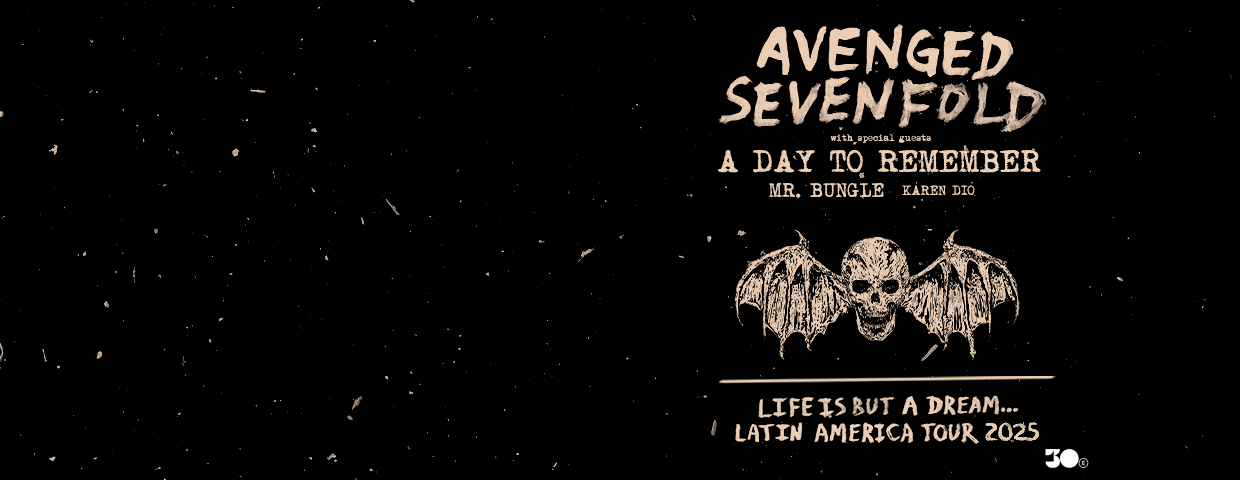 AVENGED
SEVENFOLD
with special guests
A DAY TO REMEMBER
MR. BUNGLE KAREN DIÓ
LIFE IS BUT A DREAM...
LATIN AMERICA TOUR 2025
30E